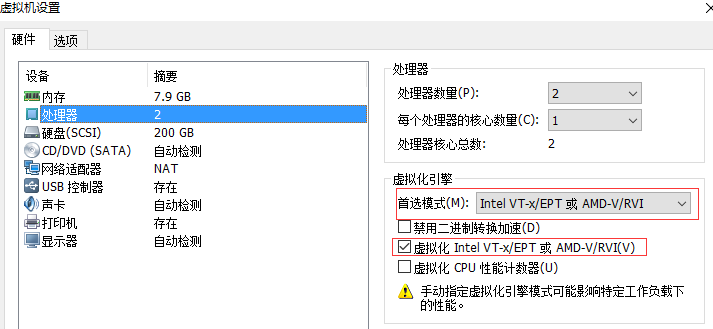 虚拟机设置
硬件 选项
设备 摘要
内存 7.9 GB
处理器 2
硬盘(SCSI) 200 GB
CD/DVD (SATA) 自动检测
网络适配器 NAT
USB 控制器 存在
声卡 自动检测
打印机 存在
显示器 自动检测
处理器
处理器数量(P): 2
每个处理器的核心数量(C): 1
处理器核心总数: 2
虚拟化引擎
首选模式(M): Intel VT-x/EPT 或 AMD-V/RVI
禁用二进制转换加速(D)
虚拟化 Intel VT-x/EPT 或 AMD-V/RVI(V)
虚拟化 CPU 性能计数器(U)
手动指定虚拟化引擎模式可能影响特定工作负载下
的性能。